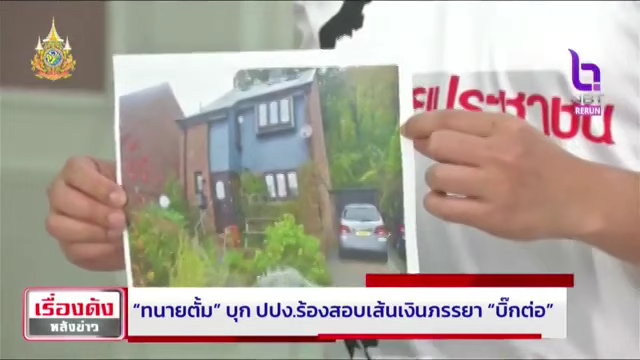 NBT
RERUN
ประชาชน
เรื่องดัง
หลังข่าว
“ทนายตั้ม” บุก ปปง.ร้องสอบเส้นเงินภรรยา “บิ๊กต่อ”